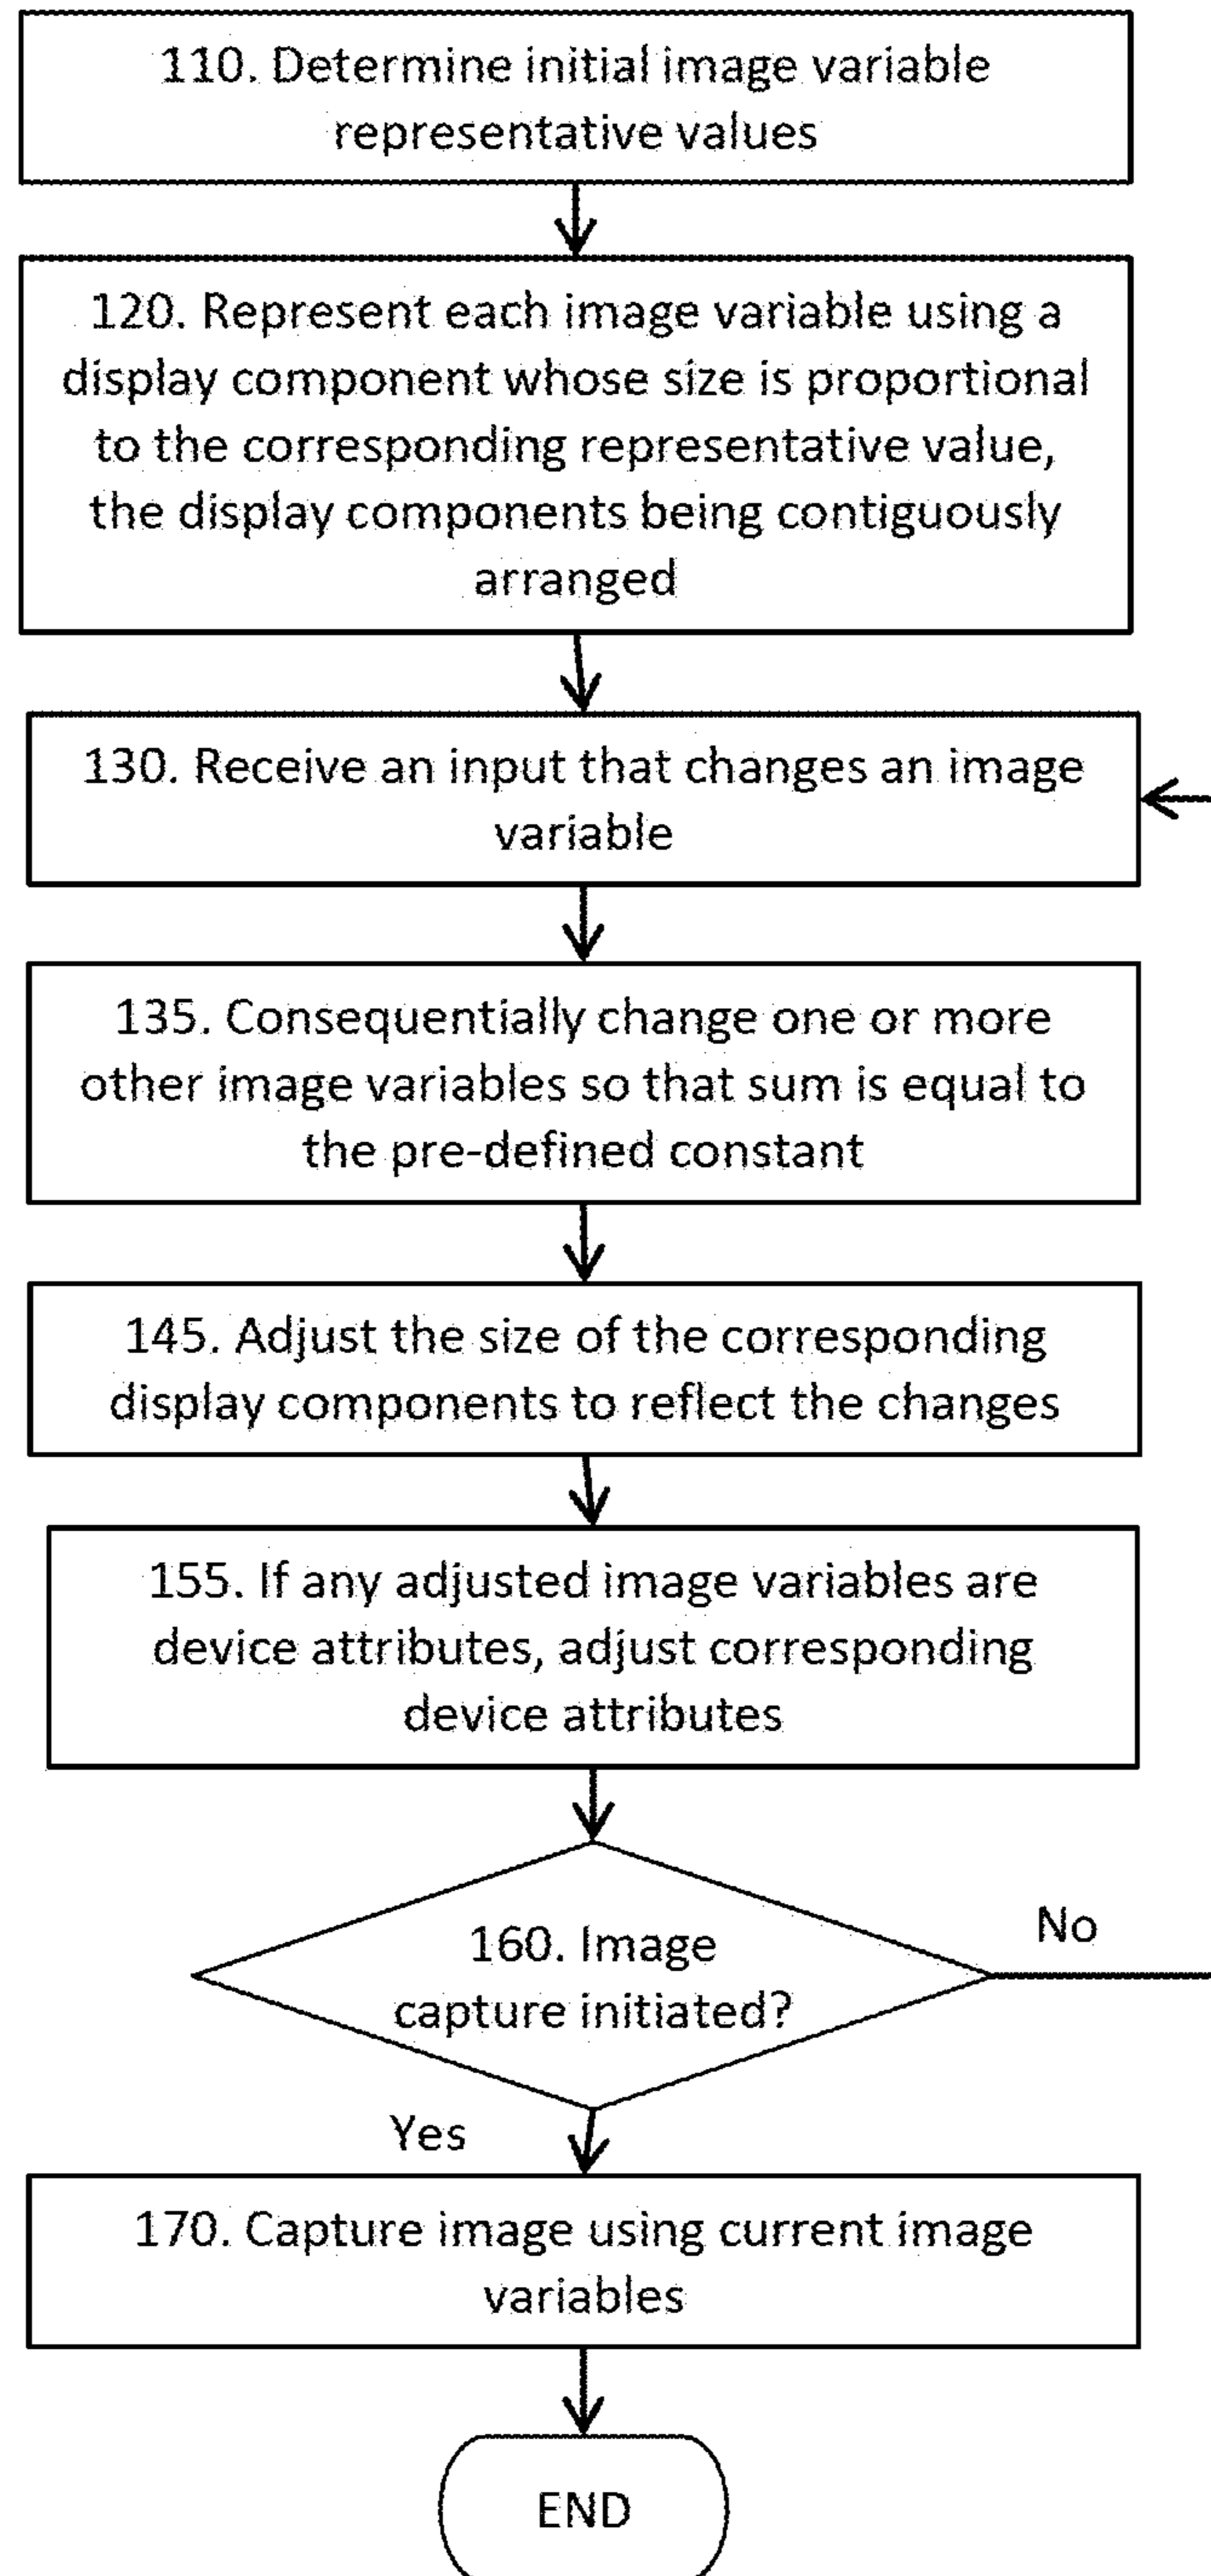 110. Determine initial image variable
representative values
120. Represent each image variable using a
display component whose size is proportional
to the corresponding representative value,
the display components being contiguously
arranged
130. Receive an input that changes an image
variable
135. Consequentially change one or more
other image variables so that sum is equal to
the pre-defined constant
145. Adjust the size of the corresponding
display components to reflect the changes
155. If any adjusted image variables are
device attributes, adjust corresponding
device attributes
No
160. Image
capture initiated?
Yes
170. Capture image using current image
variables
END